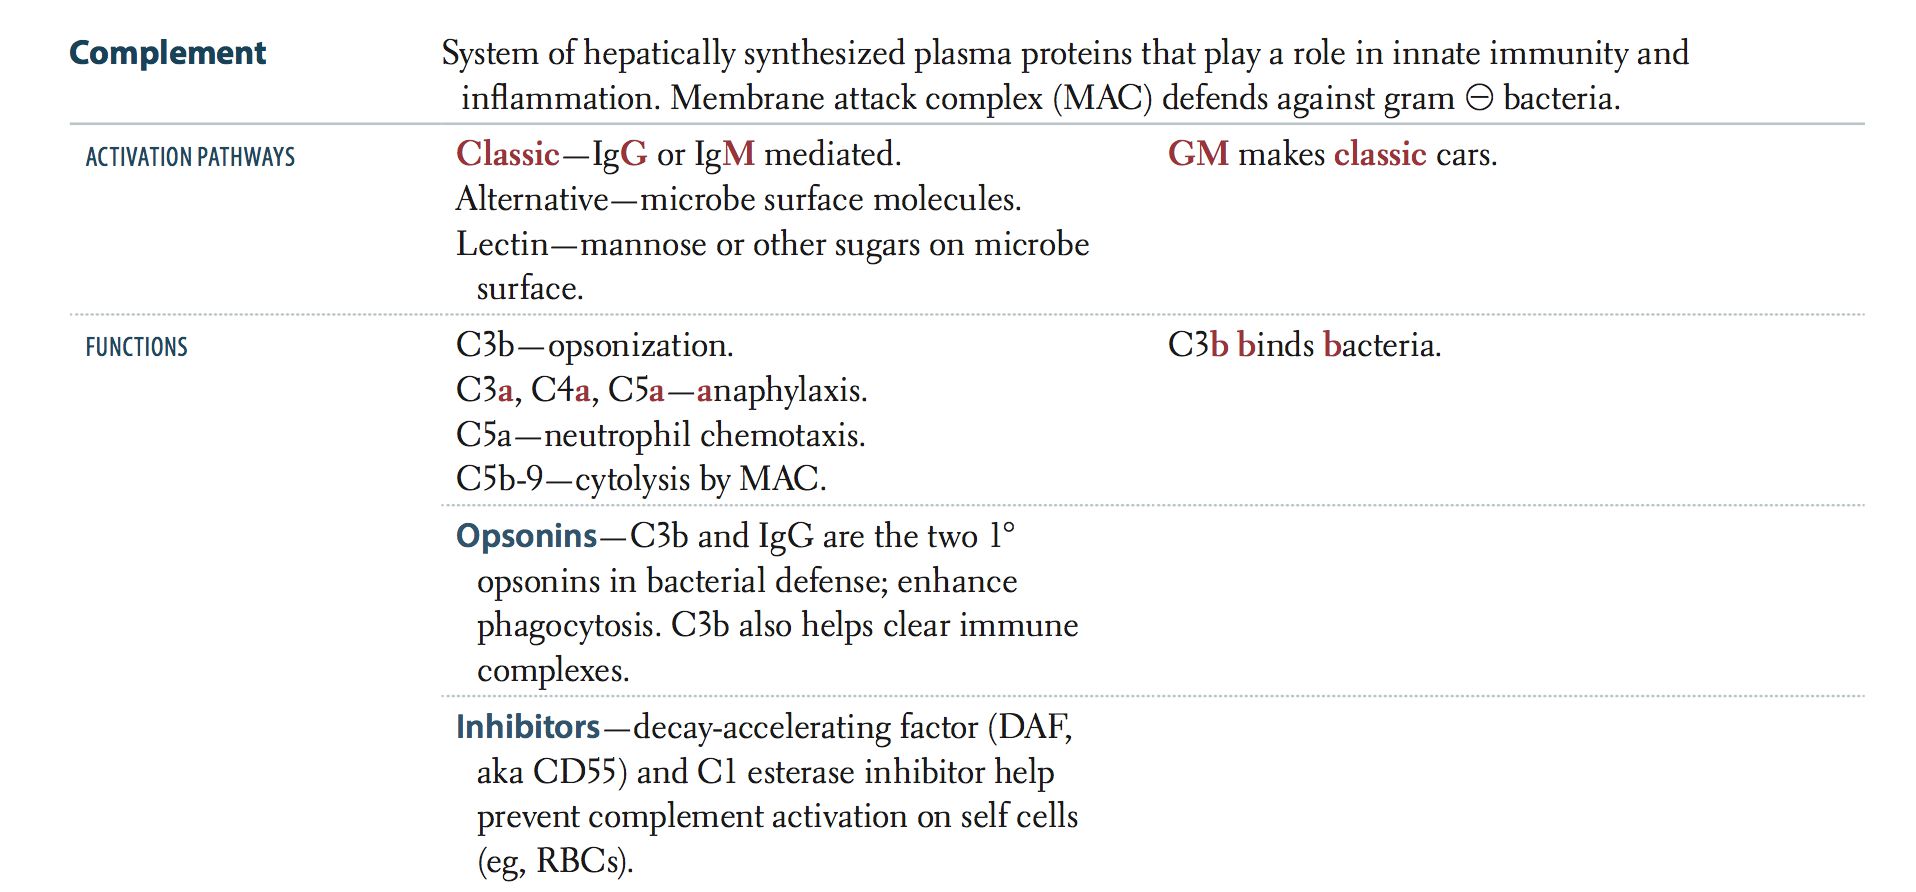 Complement
System of hepatically synthesized plasma proteins that play a role in innate immunity and
inflammation. Membrane attack complex (MAC) defends against gram ⊖ bacteria.
ACTIVATION PATHWAYS
Classic—IgG or IgM mediated.
Alternative—microbe surface molecules.
Lectin—mannose or other sugars on microbe
surface.
GM makes classic cars.
FUNCTIONS
C3b—opsonization.
C3a, C4a, C5a—anaphylaxis.
C5a—neutrophil chemotaxis.
C5b-9—cytolysis by MAC.
C3b binds bacteria.
Opsonins—C3b and IgG are the two 1°
opsonins in bacterial defense; enhance
phagocytosis. C3b also helps clear immune
complexes.
Inhibitors—decay-accelerating factor (DAF,
aka CD55) and C1 esterase inhibitor help
prevent complement activation on self cells
(eg, RBCs).